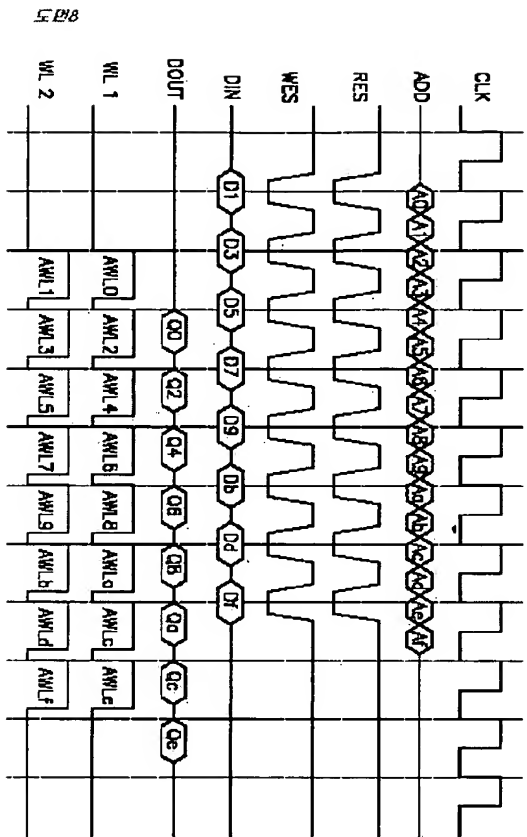 도면8
CLK
ADD A0 A1 A2 A3 A4 A5 A6 A7 A8 A9 Aa Ab Ac Ad Ae Af
RES
WES
DIN D1 D3 D5 D7 D9 Db Dd Df
DOUT Q0 Q2 Q4 Q6 Q8 Qa Qc Qe
WL 1 AWL0 AWL2 AWL4 AWL6 AWL8 AWLa AWLc AWLe
WL 2 AWL1 AWL3 AWL5 AWL7 AWL9 AWLb AWLd AWLf